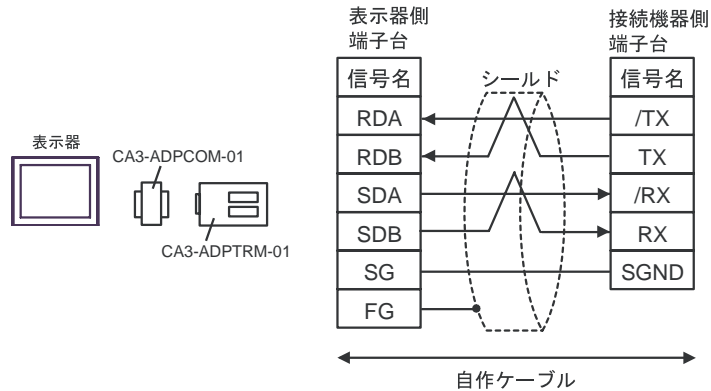 表示器
CA3-ADPCOM-01
CA3-ADPTRM-01
表示器側
端子台
接続機器側
端子台
信号名
シールド
信号名
RDA
/TX
RDB
TX
SDA
/RX
SDB
RX
SG
SGND
FG
自作ケーブル